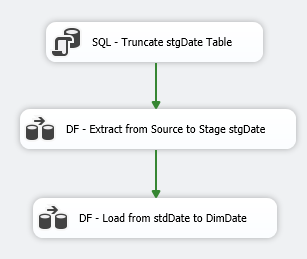 SQL - Truncate stgDate Table
DF - Extract from Source to Stage stgDate
DF - Load from stdDate to DimDate